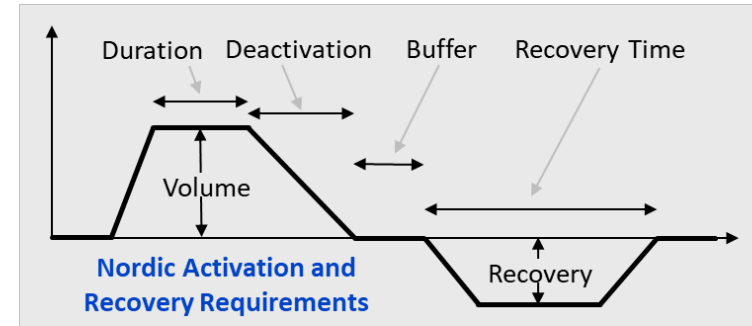 Duration Deactivation Buffer Recovery Time
Volume
Nordic Activation and
Recovery Requirements
Recovery